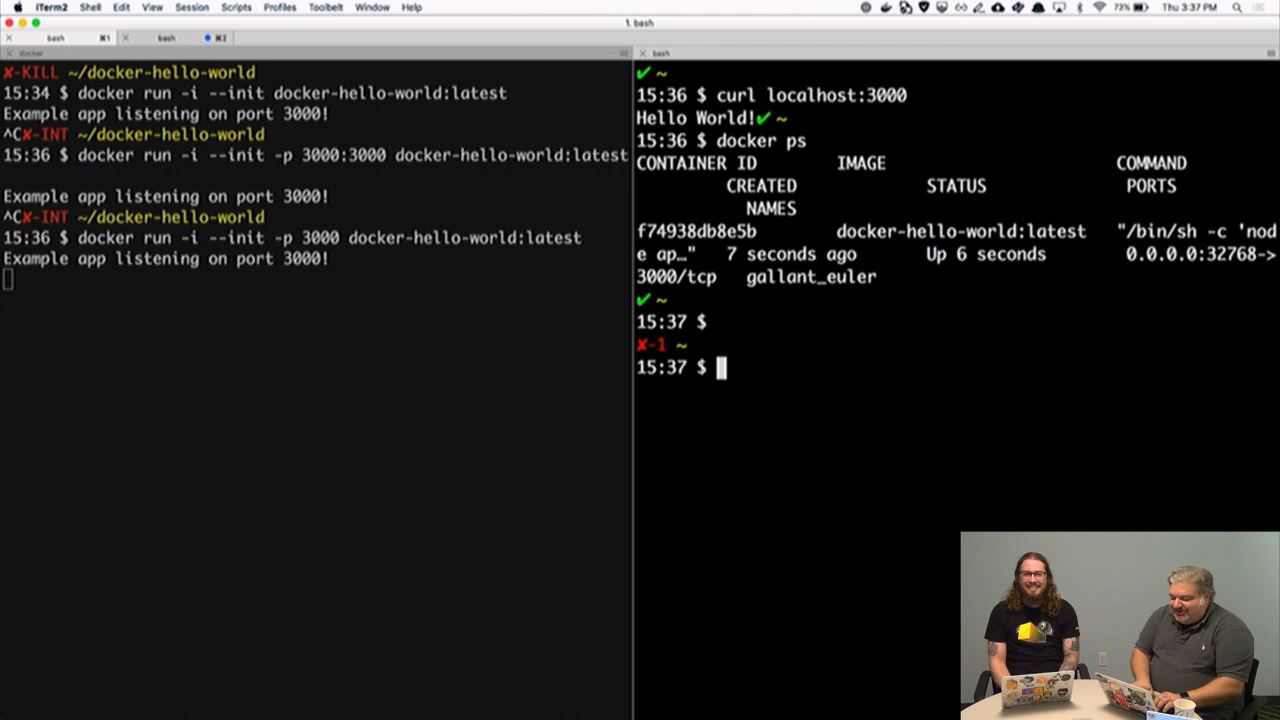 iTerm2 Shell Edit View Session Scripts Profiles Toolbelt Window Help 73% Thu 3:37 PM
1. bash
bash ⌘1 bash ⌘2
docker
✘-KILL ~/docker-hello-world
15:34 $ docker run -i --init docker-hello-world:latest
Example app listening on port 3000!
^C✘-INT ~/docker-hello-world
15:36 $ docker run -i --init -p 3000:3000 docker-hello-world:latest
Example app listening on port 3000!
^C✘-INT ~/docker-hello-world
15:36 $ docker run -i --init -p 3000 docker-hello-world:latest
Example app listening on port 3000!
bash
✔ ~
15:36 $ curl localhost:3000
Hello World!✔ ~
15:36 $ docker ps
CONTAINER ID IMAGE COMMAND
CREATED STATUS PORTS
NAMES
f74938db8e5b docker-hello-world:latest "/bin/sh -c 'nod
e ap…" 7 seconds ago Up 6 seconds 0.0.0.0:32768->
3000/tcp gallant_euler
✔ ~
15:37 $
✘-1 ~
15:37 $